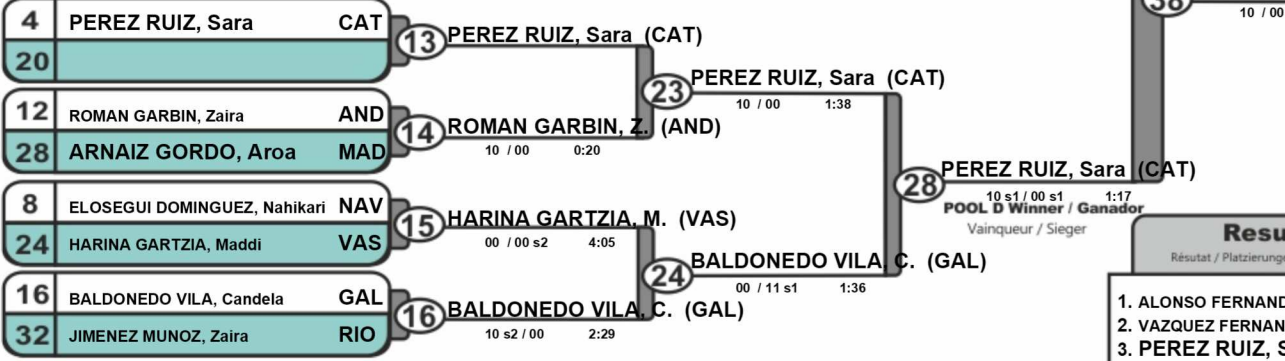 4 PEREZ RUIZ, Sara CAT
20
13 PEREZ RUIZ, Sara (CAT)
12 ROMAN GARBIN, Zaira AND
28 ARNAIZ GORDO, Aroa MAD
14 ROMAN GARBIN, Z. (AND)
10 / 00 0:20
23 PEREZ RUIZ, Sara (CAT)
10 / 00 1:38
8 ELOSEGUI DOMINGUEZ, Nahikari NAV
24 HARINA GARTZIA, Maddi VAS
15 HARINA GARTZIA, M. (VAS)
00 / 00 s2 4:05
16 BALDONEDO VILA, Candela GAL
32 JIMENEZ MUNOZ, Zaira RIO
16 BALDONEDO VILA, C. (GAL)
10 s2 / 00 2:29
24 BALDONEDO VILA, C. (GAL)
00 / 11 s1 1:36
28 PEREZ RUIZ, Sara (CAT)
10 s1 / 00 s1 1:17
POOL D Winner / Ganador
Vainqueur / Sieger
38
10 / 00
Resu
Résutat / Platzierunge
1. ALONSO FERNAND
2. VAZQUEZ FERNAN
3. PEREZ RUIZ, S